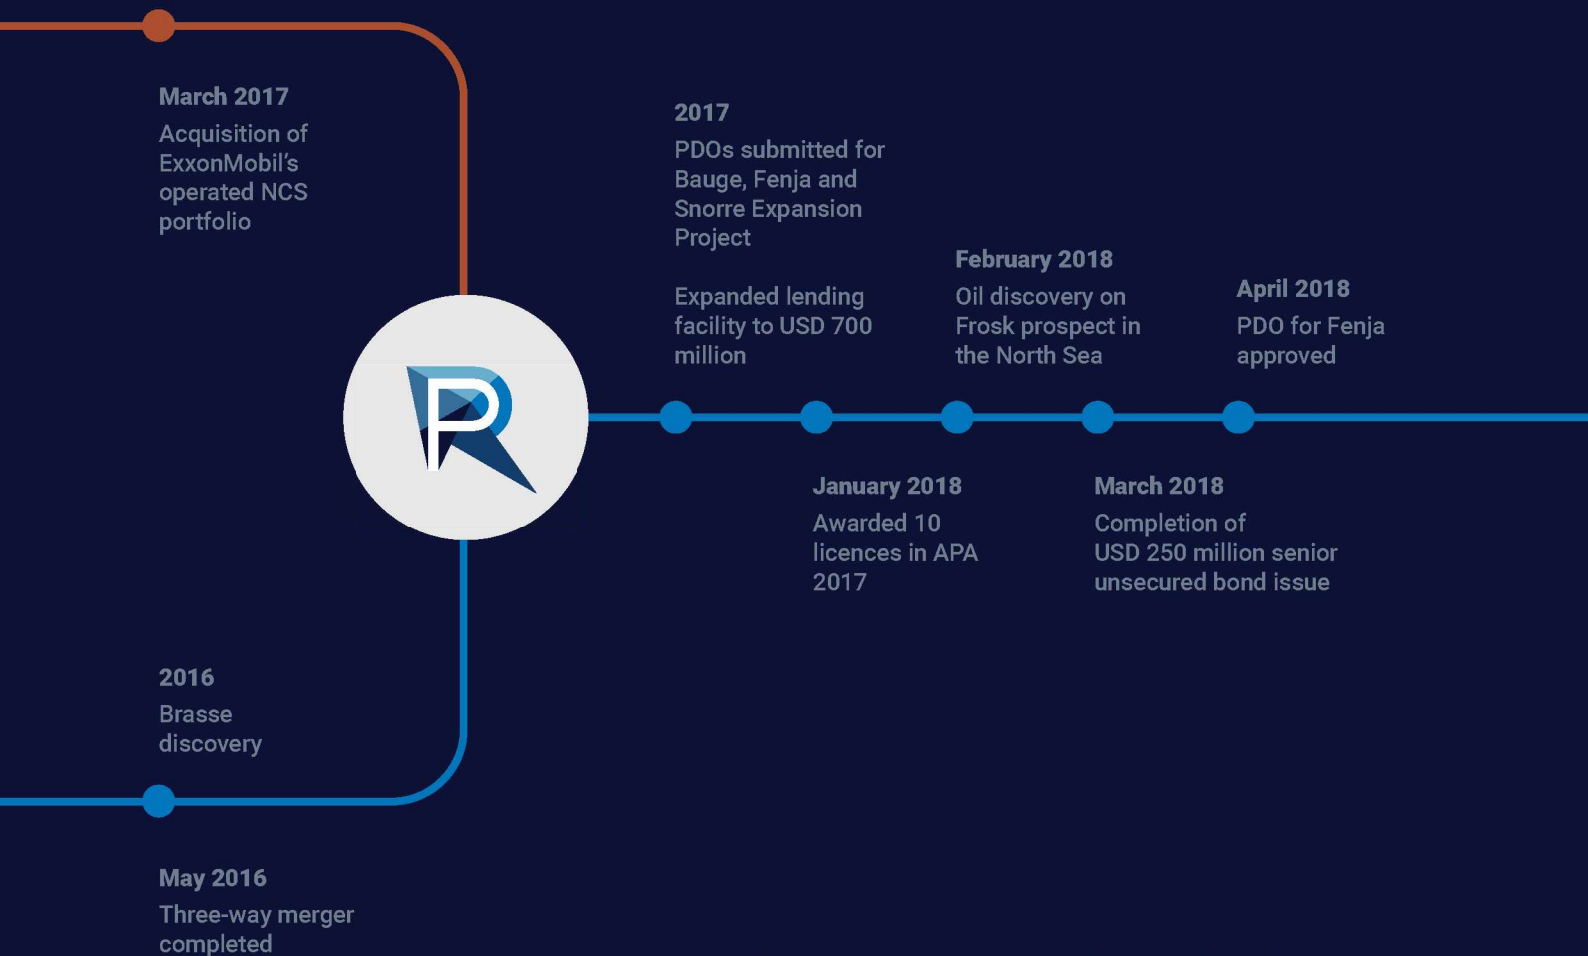 March 2017
Acquisition of
ExxonMobil's
operated NCS
portfolio
2017
PDOs submitted for
Bauge, Fenja and
Snorre Expansion
Project
Expanded lending
facility to USD 700
million
February 2018
Oil discovery on
Frosk prospect in
the North Sea
April 2018
PDO for Fenja
approved
January 2018
Awarded 10
licences in APA
2017
March 2018
Completion of
USD 250 million senior
unsecured bond issue
2016
Brasse
discovery
May 2016
Three-way merger
completed